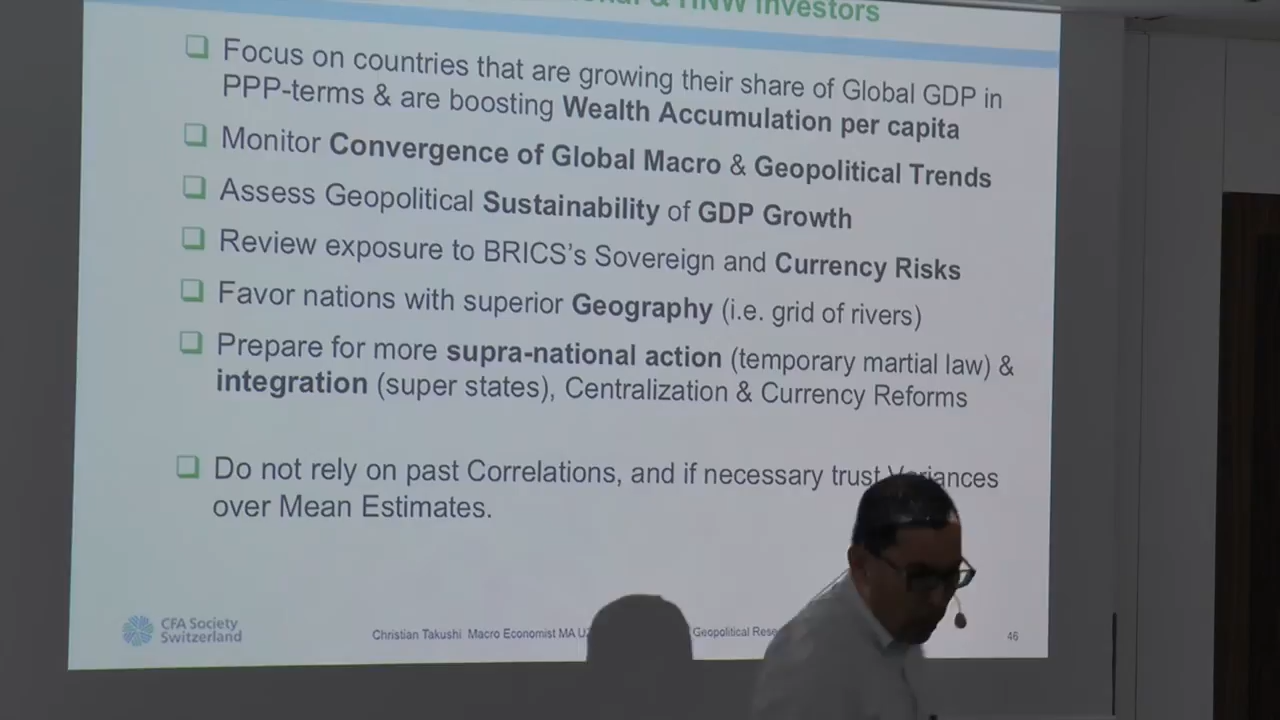 & HNW Investors
Focus on countries that are growing their share of Global GDP in
PPP-terms & are boosting Wealth Accumulation per capita
Monitor Convergence of Global Macro & Geopolitical Trends
Assess Geopolitical Sustainability of GDP Growth
Review exposure to BRICS's Sovereign and Currency Risks
Favor nations with superior Geography (i.e. grid of rivers)
Prepare for more supra-national action (temporary martial law) &
integration (super states), Centralization & Currency Reforms
Do not rely on past Correlations, and if necessary trust Variances
over Mean Estimates.
CFA Society
Switzerland
Christian Takushi Macro Economist MA Geopolitical
46